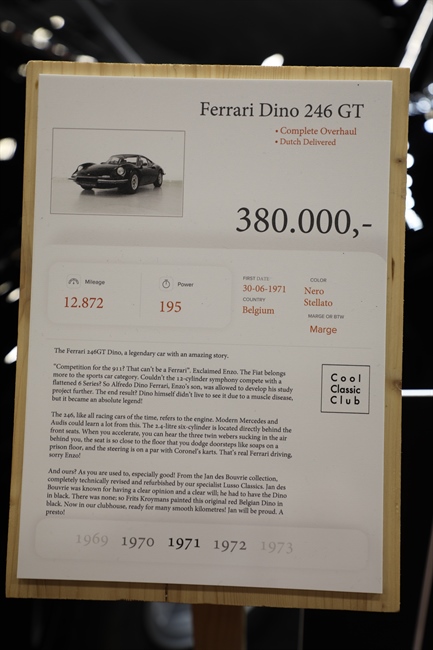 Ferrari Dino 246 GT
• Complete Overhaul
• Dutch Delivered
380.000,-
Mileage
12.872
Power
195
FIRST DATE
30-06-1971
COUNTRY
Belgium
COLOR
Nero
Stellato
MARGE OR BTW
Marge
The Ferrari 246GT Dino, a legendary car with an amazing story.
"Competition for the 911? That can't be a Ferrari". Exclaimed Enzo. The Fiat belongs
more to the sports car category. Couldn't the 12-cylinder symphony compete with a
flattened 6 Series? So Alfredo Dino Ferrari, Enzo's son, was allowed to develop his study
project further. The end result? Dino himself didn't live to see it due to a muscle disease,
but it became an absolute legend!
Cool
Classic
Club
The 246, like all racing cars of the time, refers to the engine. Modern Mercedes and
Audis could learn a lot from this. The 2.4-litre six-cylinder is located directly behind the
front seats. When you accelerate, you can hear the three twin webers sucking in the air
behind you, the seat is so close to the floor that you dodge doorsteps like soaps on a
prison floor, and the steering is on a par with Coronel's karts. That's real Ferrari driving,
sorry Enzo!
And ours? As you are used to, especially good! From the Jan des Bouvrie collection,
completely technically revised and refurbished by our specialist Lusso Classics. Jan des
Bouvrie was known for having a clear opinion and a clear will; he had to have the Dino
in black. There was none; so Frits Kroymans painted this original red Belgian Dino in
in black. Now in our clubhouse, ready for many smooth kilometres! Jan will be proud. A
presto!
1969 1970 1971 1972 1973